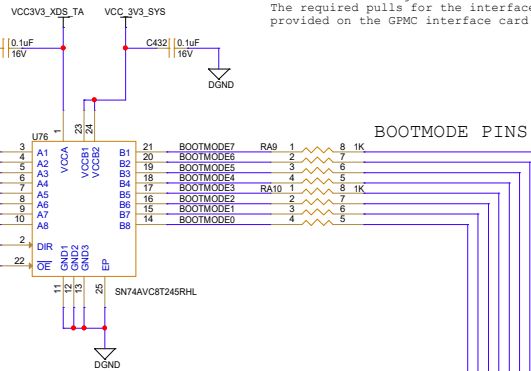 The required pulls for the interface
provided on the GPMC interface card
VCC3V3_XDS_TA
VCC_3V3_SYS
0.1uF
16V
C432
0.1uF
16V
DGND
BOOTMODE PINS
U76
1
23
24
VCCA
VCCB1
VCCB2
3 A1 B1 21 BOOTMODE7 RA9 1 8 1K
4 A2 B2 20 BOOTMODE6 2 7
5 A3 B3 19 BOOTMODE5 3 6
6 A4 B4 18 BOOTMODE4 4 5
7 A5 B5 17 BOOTMODE3 RA10 1 8 1K
8 A6 B6 16 BOOTMODE2 2 7
9 A7 B7 15 BOOTMODE1 3 6
10 A8 B8 14 BOOTMODE0 4 5
2 DIR
22 OE
GND1
GND2
GND3
EP
11
12
13
25
SN74AVC8T245RHL
DGND